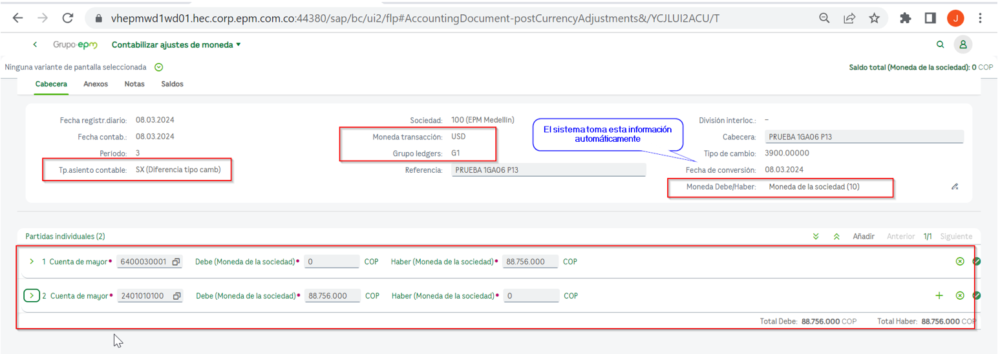 vhepmwd1wd01.hec.corp.epm.com.co:44380/sap/bc/ui2/flp#AccountingDocument-postCurrencyAdjustments&/YCJLUI2ACU/T
J
Grupo·epm Contabilizar ajustes de moneda
Ninguna variante de pantalla seleccionada
Saldo total (Moneda de la sociedad): 0 COP
Cabecera Anexos Notas Saldos
Fecha registr.diario: 08.03.2024
Fecha contab.: 08.03.2024
Período: 3
Tp.asiento contable: SX (Diferencia tipo camb)
Sociedad: 100 (EPM Medellín)
Moneda transacción: USD
Grupo ledgers: G1
Referencia: PRUEBA 1GA06 P13
El sistema toma esta información
automáticamente
División interloc.: –
Cabecera: PRUEBA 1GA06 P13
Tipo de cambio: 3900.00000
Fecha de conversión: 08.03.2024
Moneda Debe/Haber: Moneda de la sociedad (10)
Partidas individuales (2) Añadir Anterior 1/1 Siguiente
1 Cuenta de mayor 6400030001 Debe (Moneda de la sociedad) 0 COP Haber (Moneda de la sociedad) 88.756.000 COP
2 Cuenta de mayor 2401010100 Debe (Moneda de la sociedad) 88.756.000 COP Haber (Moneda de la sociedad) 0 COP
Total Debe: 88.756.000 COP Total Haber: 88.756.000 COP